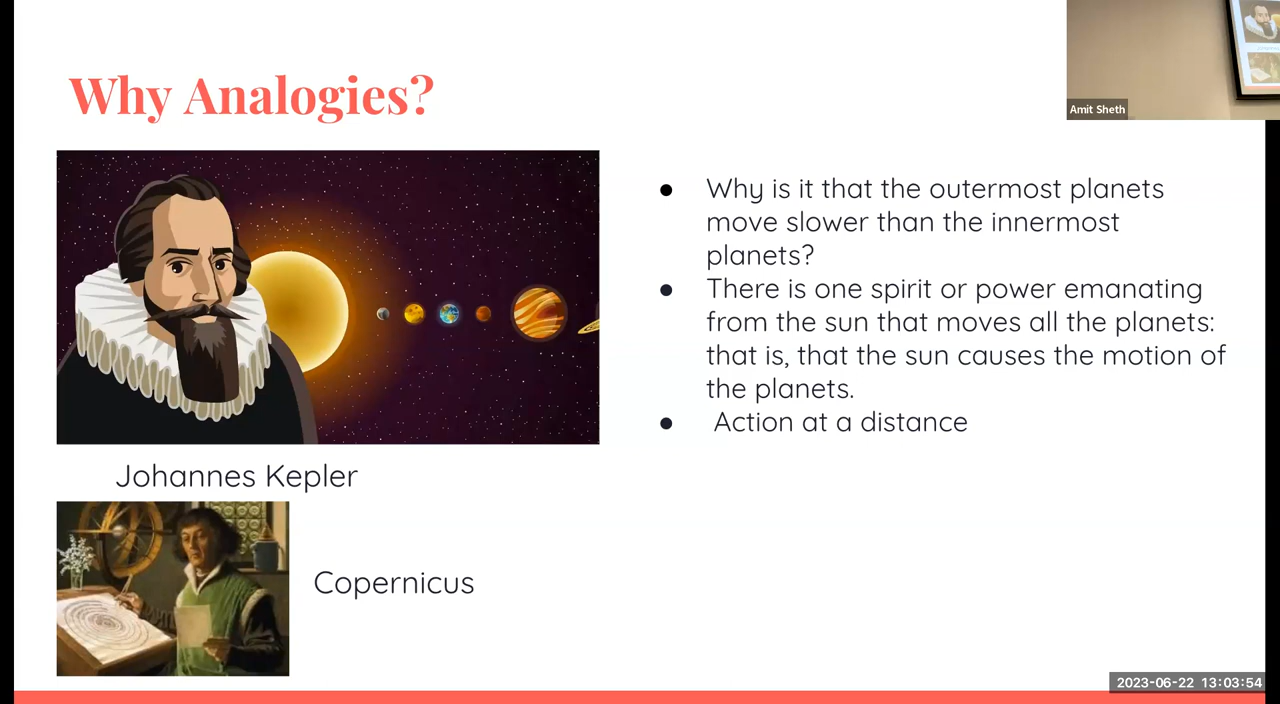 Why Analogies?
Amit Sheth
● Why is it that the outermost planets
move slower than the innermost
planets?
● There is one spirit or power emanating
from the sun that moves all the planets:
that is, that the sun causes the motion of
the planets.
● Action at a distance
Johannes Kepler
Copernicus
2023-06-22 13:03:54